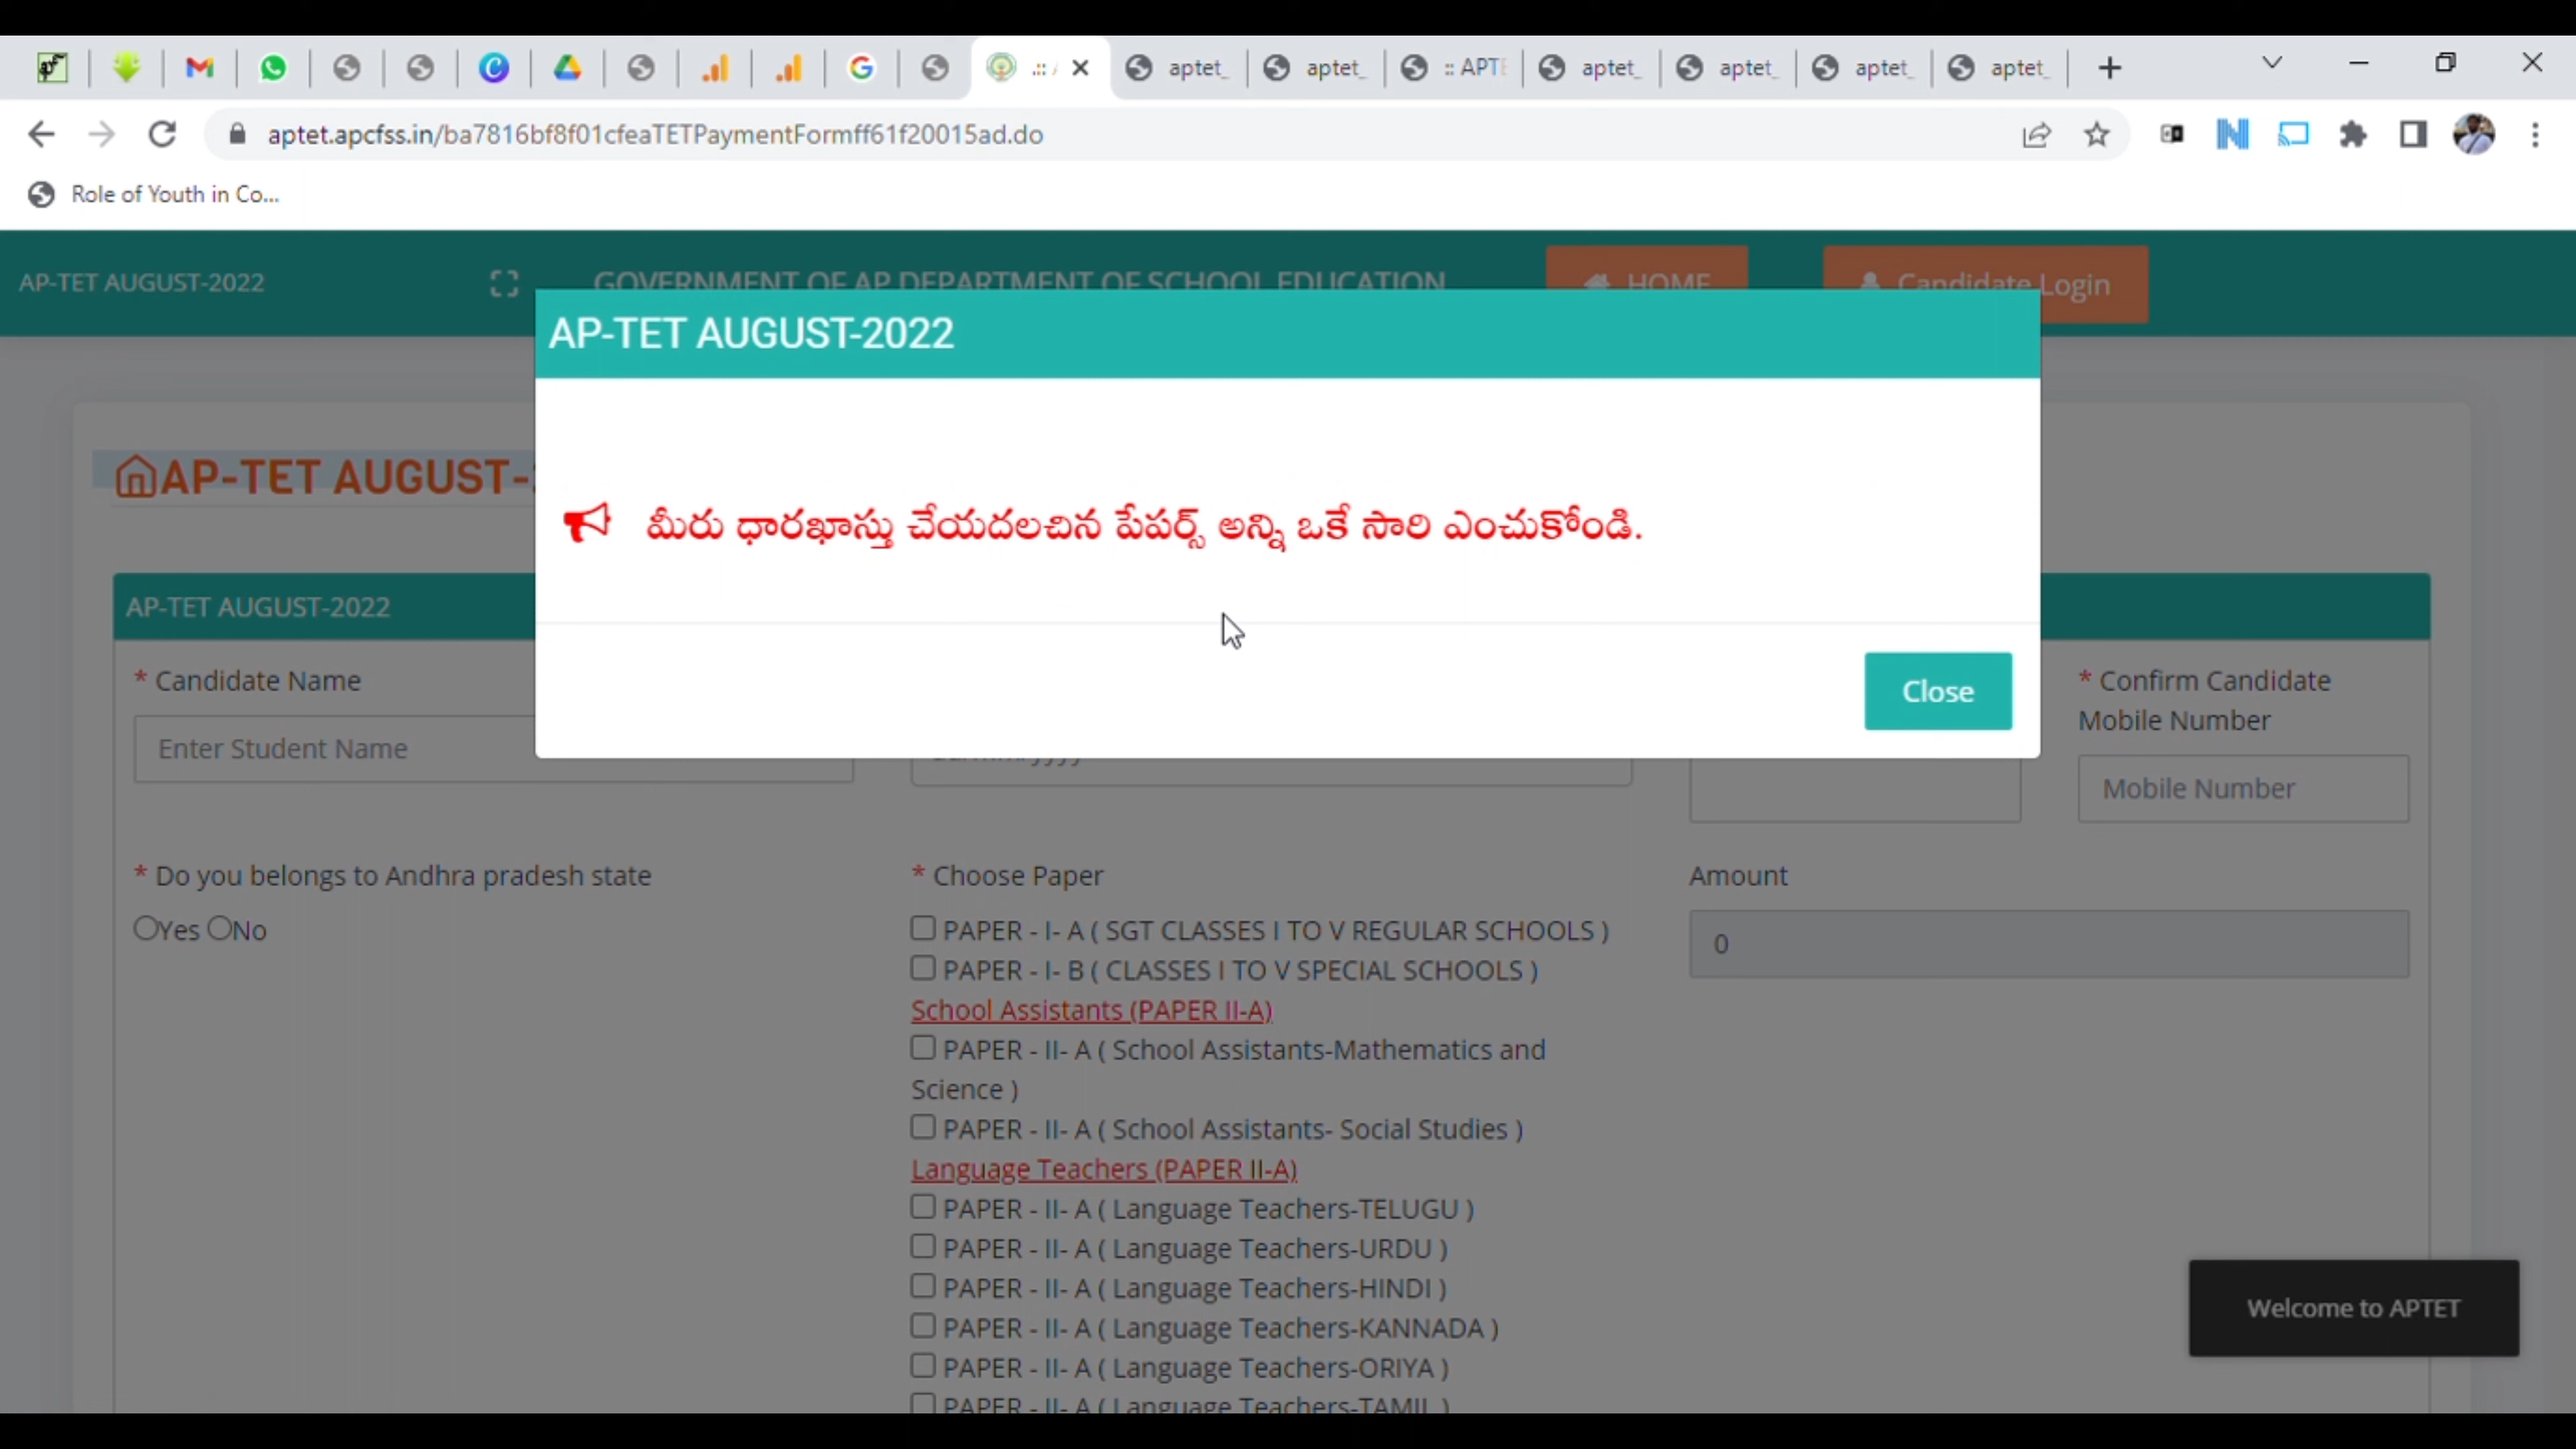 :: APTE
aptet_
aptet_
aptet_
aptet_
aptet_
aptet_
aptet.apcfss.in/ba7816bf8f01cfeaTETPaymentFormff61f20015ad.do
Role of Youth in Co...
AP-TET AUGUST-2022
GOVERNMENT OF AP DEPARTMENT OF SCHOOL EDUCATION
HOME
Candidate Login
AP-TET AUGUST-2022
AP-TET AUGUST-
మీరు ధారఖాస్తు చేయదలచిన పేపర్స్ అన్ని ఒకే సారి ఎంచుకోండి.
Close
AP-TET AUGUST-2022
* Candidate Name
Enter Student Name
* Confirm Candidate
Mobile Number
Mobile Number
* Do you belongs to Andhra pradesh state
Yes No
* Choose Paper
PAPER - I- A ( SGT CLASSES I TO V REGULAR SCHOOLS )
PAPER - I- B ( CLASSES I TO V SPECIAL SCHOOLS )
School Assistants (PAPER II-A)
PAPER - II- A ( School Assistants-Mathematics and
Science )
PAPER - II- A ( School Assistants- Social Studies )
Language Teachers (PAPER II-A)
PAPER - II- A ( Language Teachers-TELUGU )
PAPER - II- A ( Language Teachers-URDU )
PAPER - II- A ( Language Teachers-HINDI )
PAPER - II- A ( Language Teachers-KANNADA )
PAPER - II- A ( Language Teachers-ORIYA )
PAPER - II- A ( Language Teachers-TAMIL )
Amount
0
Welcome to APTET